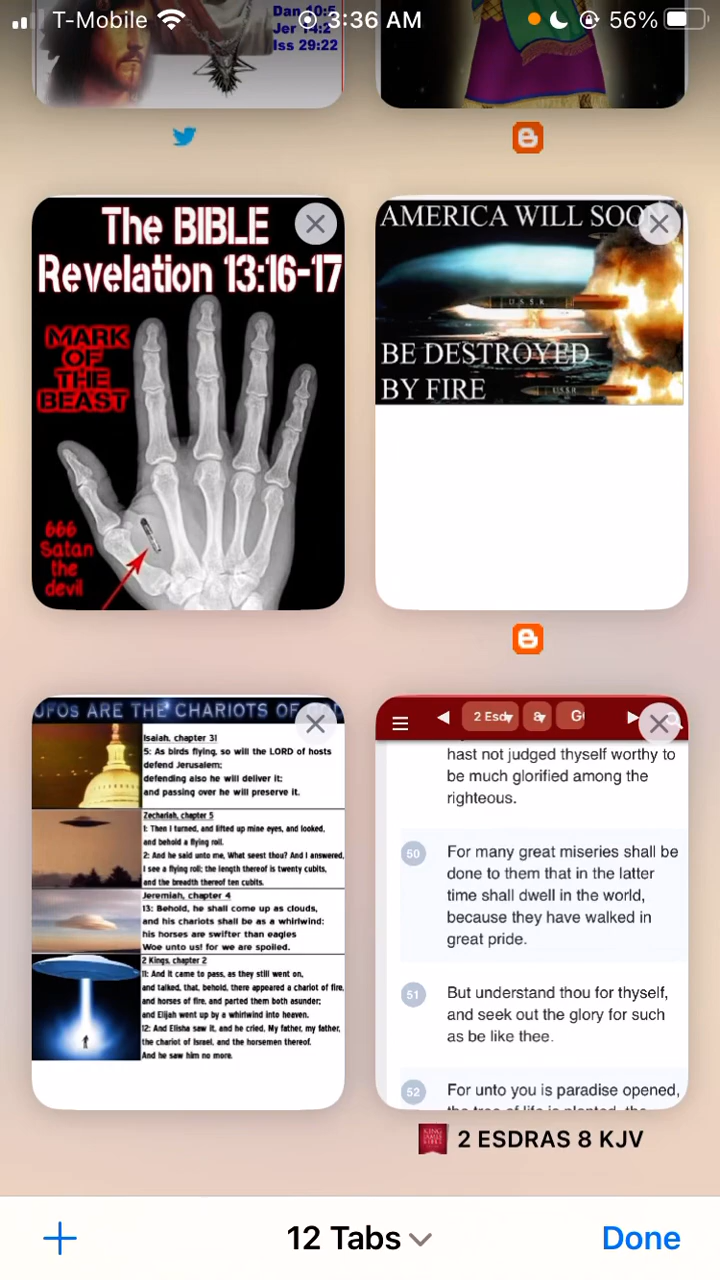 T-Mobile 3:36 AM 56%
Dan 10:5
Jer 14:2
Iss 29:22
The BIBLE
Revelation 13:16-17
MARK
OF
THE
BEAST
666
Satan
the
devil
AMERICA WILL SOON
USSR
BE DESTROYED
BY FIRE
USSR
UFOs ARE THE CHARIOTS OF GOD
Isaiah, chapter 31
5: As birds flying, so will the LORD of hosts
defend Jerusalem;
defending also he will deliver it;
and passing over he will preserve it.
Zechariah, chapter 5
1: Then I turned, and lifted up mine eyes, and looked,
and behold a flying roll.
2: And he said unto me, What seest thou? And I answered,
I see a flying roll; the length thereof is twenty cubits,
and the breadth thereof ten cubits.
Jeremiah, chapter 4
13: Behold, he shall come up as clouds,
and his chariots shall be as a whirlwind:
his horses are swifter than eagles
Woe unto us! for we are spoiled.
2 Kings, chapter 2
11: And it came to pass, as they still went on,
and talked, that, behold, there appeared a chariot of fire,
and horses of fire, and parted them both asunder;
and Elijah went up by a whirlwind into heaven.
12: And Elisha saw it, and he cried, My father, my father,
the chariot of Israel, and the horsemen thereof.
And he saw him no more.
2 Esd 8
hast not judged thyself worthy to
be much glorified among the
righteous.
50 For many great miseries shall be
done to them that in the latter
time shall dwell in the world,
because they have walked in
great pride.
51 But understand thou for thyself,
and seek out the glory for such
as be like thee.
52 For unto you is paradise opened,
the tree of life is planted, the
2 ESDRAS 8 KJV
12 Tabs
Done